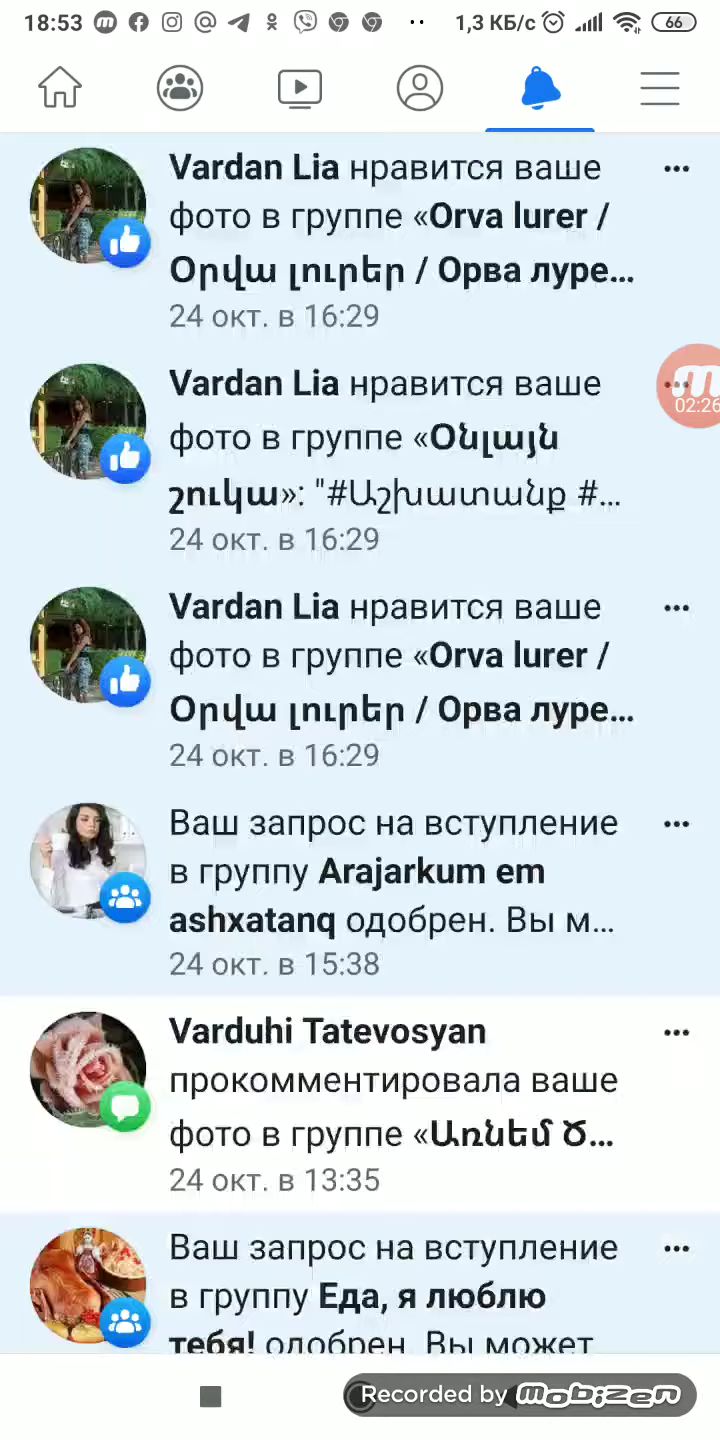 18:53
1,3 КБ/с
66
Vardan Lia нравится ваше
фото в группе «Orva lurer /
Օրվա լուրեր / Орва луре...
24 окт. в 16:29
Vardan Lia нравится ваше
02:26
фото в группе «Օնլայն
շուկա»: "#Աշխատանք #...
24 окт. в 16:29
Vardan Lia нравится ваше
фото в группе «Orva lurer /
Օրվա լուրեր / Орва луре...
24 окт. в 16:29
Ваш запрос на вступление
в группу Arajarkum em
ashxatanq одобрен. Вы м...
24 окт. в 15:38
Varduhi Tatevosyan
прокомментировала ваше
фото в группе «Առնեմ Ծ...
24 окт. в 13:35
Ваш запрос на вступление
в группу Еда, я люблю
тебя! одобрен. Вы может
Recorded by mobizen